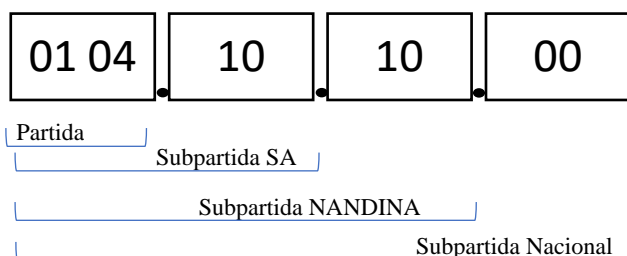 01 04 . 10 . 10 . 00
Partida
Subpartida SA
Subpartida NANDINA
Subpartida Nacional